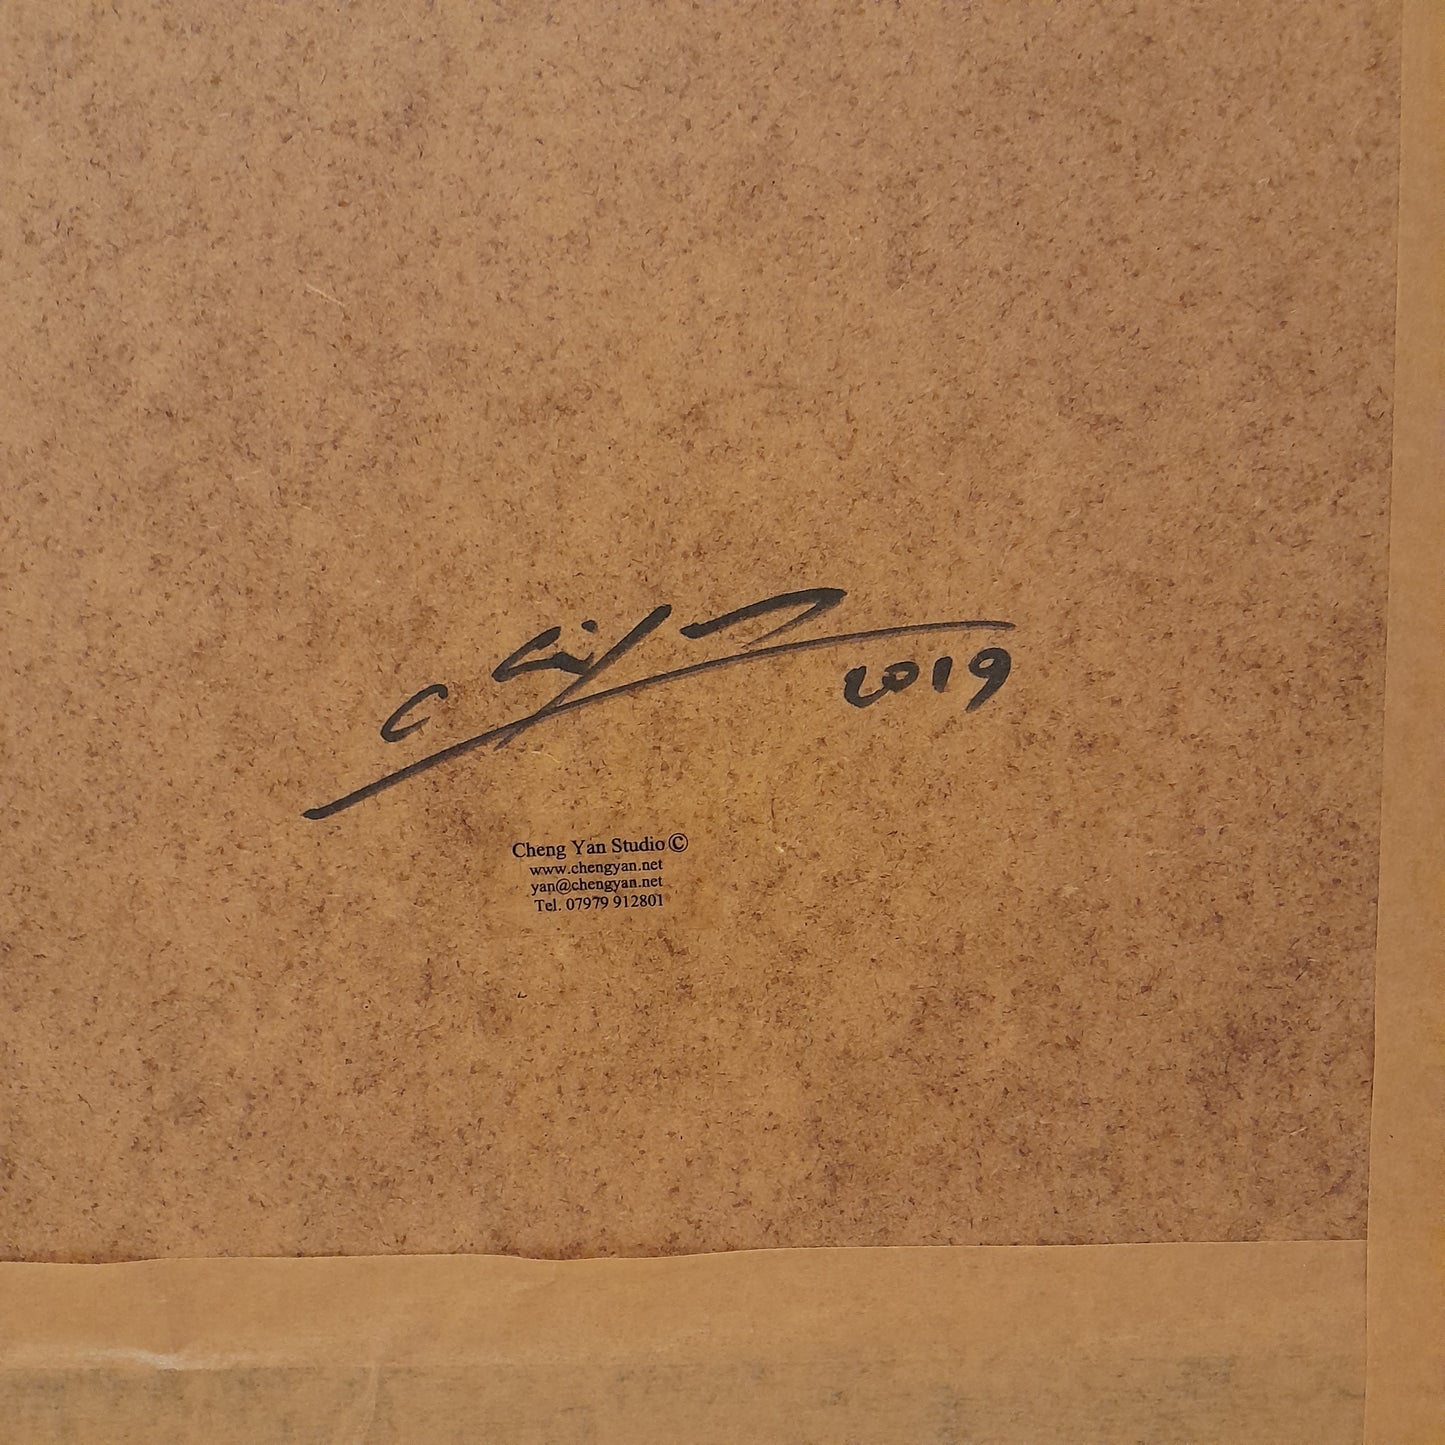 2019
Cheng Yan Studio ©
www.chengyan.net
yan@chengyan.net
Tel. 07979 912801